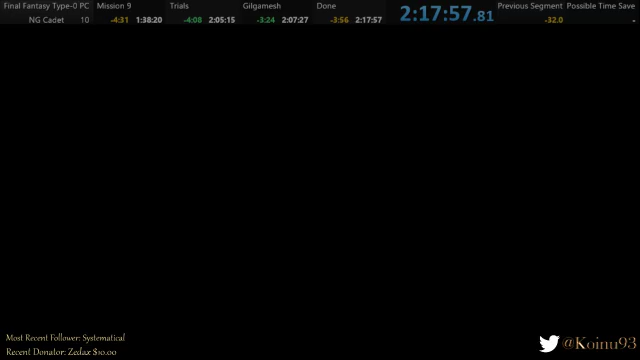 Final Fantasy Type-0 PC Mission 9 Trials Gilgamesh Done 2:17:57.81 Previous Segment Possible Time Save
NG Cadet 10 -4:31 1:38:20 -4:08 2:05:15 -3:24 2:07:27 -3:56 2:17:57 -32.0 -
Most Recent Follower: Systematical
Recent Donator: Zedax $10.00
@Koinu93